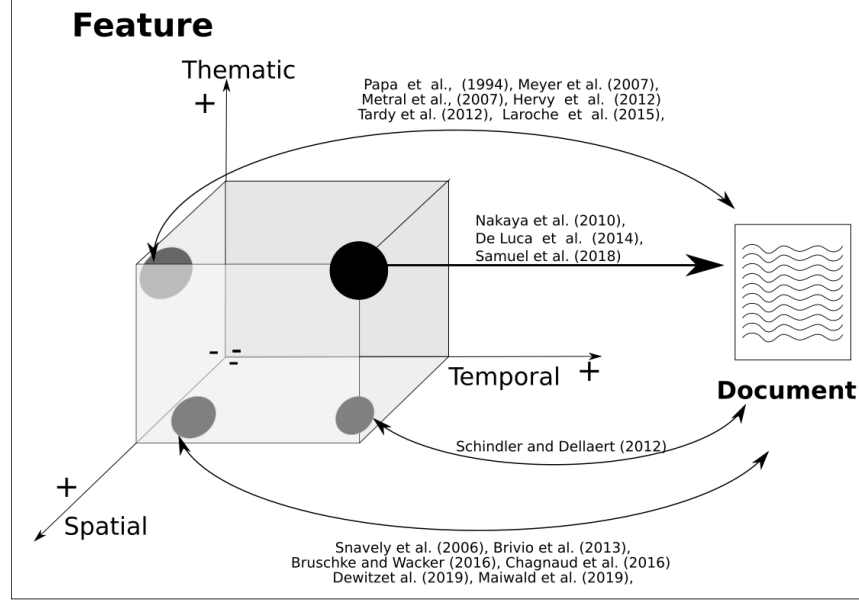 Feature
Thematic
+
Papa et al., (1994), Meyer et al. (2007),
Metral et al., (2007), Hervy et al. (2012)
Tardy et al. (2012), Laroche et al. (2015),
Nakaya et al. (2010),
De Luca et al. (2014),
Samuel et al. (2018)
- -
-
Temporal +
Document
Schindler and Dellaert (2012)
+
Spatial
Snavely et al. (2006), Brivio et al. (2013),
Bruschke and Wacker (2016), Chagnaud et al. (2016)
Dewitzet al. (2019), Maiwald et al. (2019),